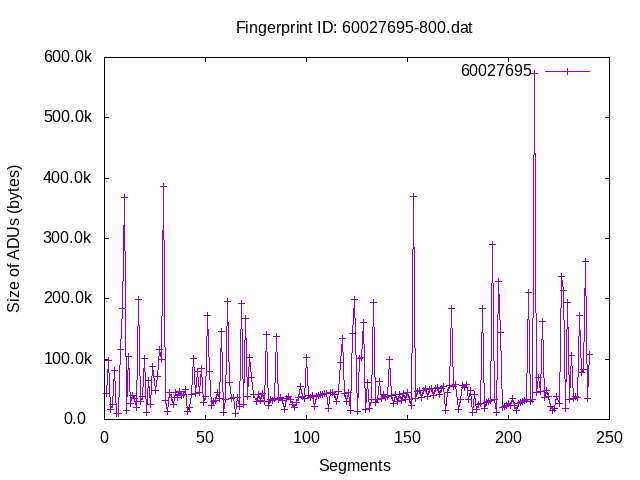 Fingerprint ID: 60027695-800.dat
600.0k
60027695
500.0k
400.0k
300.0k
200.0k
100.0k
0.0
Size of ADUs (bytes)
0 50 100 150 200 250
Segments